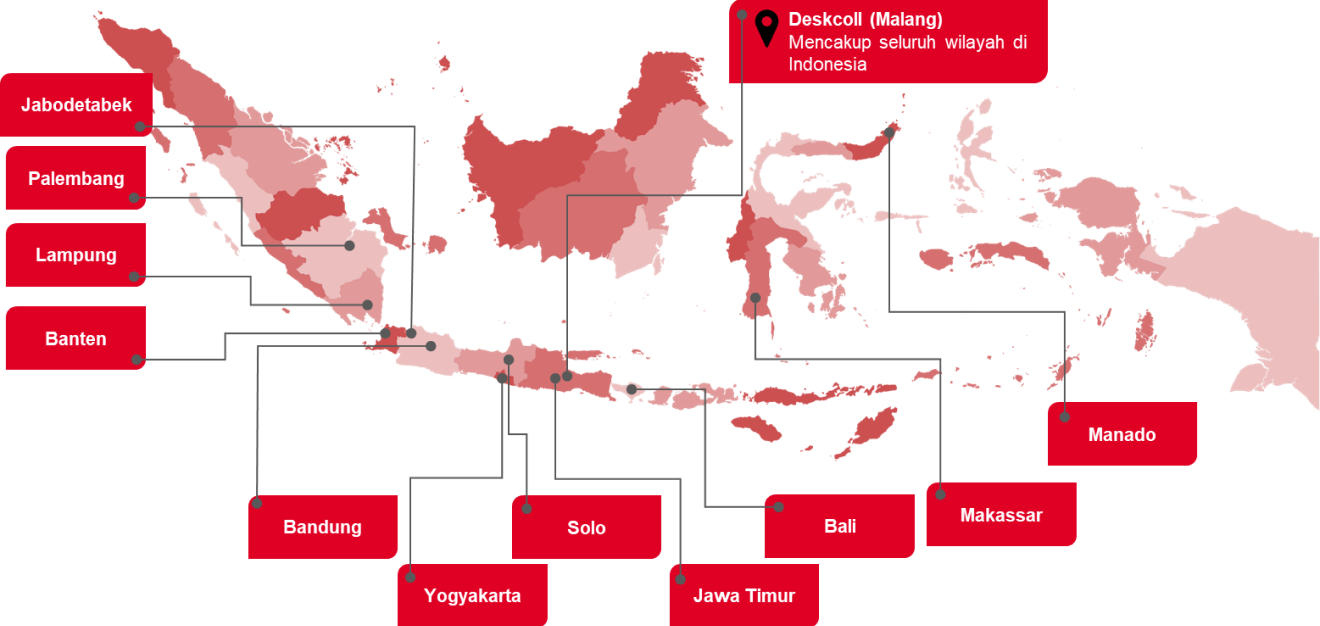 Deskcoll (Malang)
Mencakup seluruh wilayah di
Indonesia
Jabodetabek
Palembang
Lampung
Banten
Manado
Makassar
Bandung
Solo
Bali
Yogyakarta
Jawa Timur